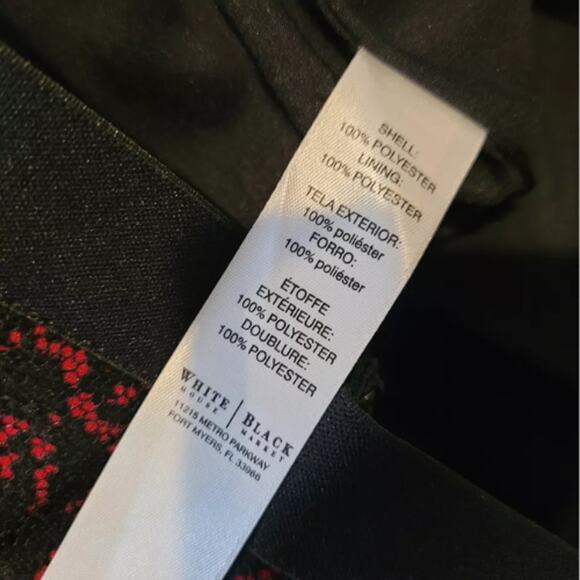 SHELL:
100% POLYESTER
LINING:
100% POLYESTER
TELA EXTERIOR:
100% poliéster
FORRO:
100% poliéster
ÉTOFFE
EXTÉRIEURE:
100% POLYESTER
DOUBLURE:
100% POLYESTER
WHITE | BLACK
HOUSE MARKET
11215 METRO PARKWAY
FORT MYERS, FL 33966